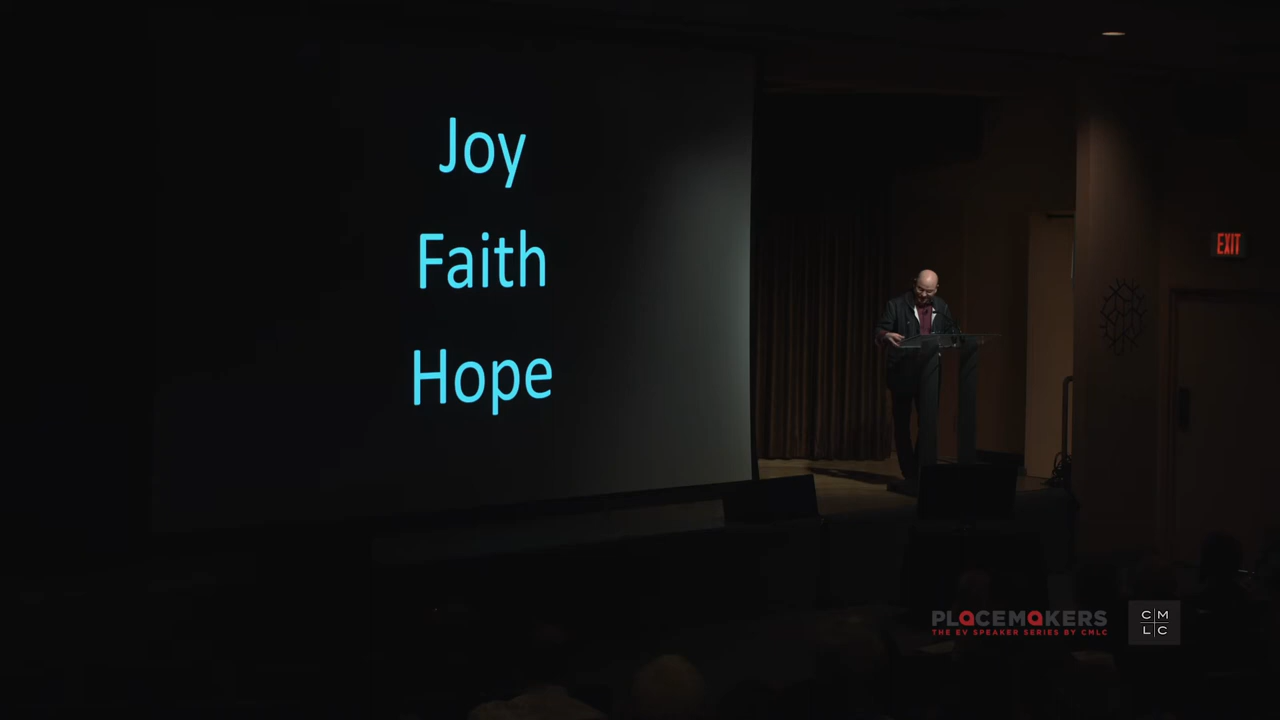 Joy
Faith
Hope
EXIT
PLACEMAKERS
THE EV SPEAKER SERIES BY CMLC
CM
LC